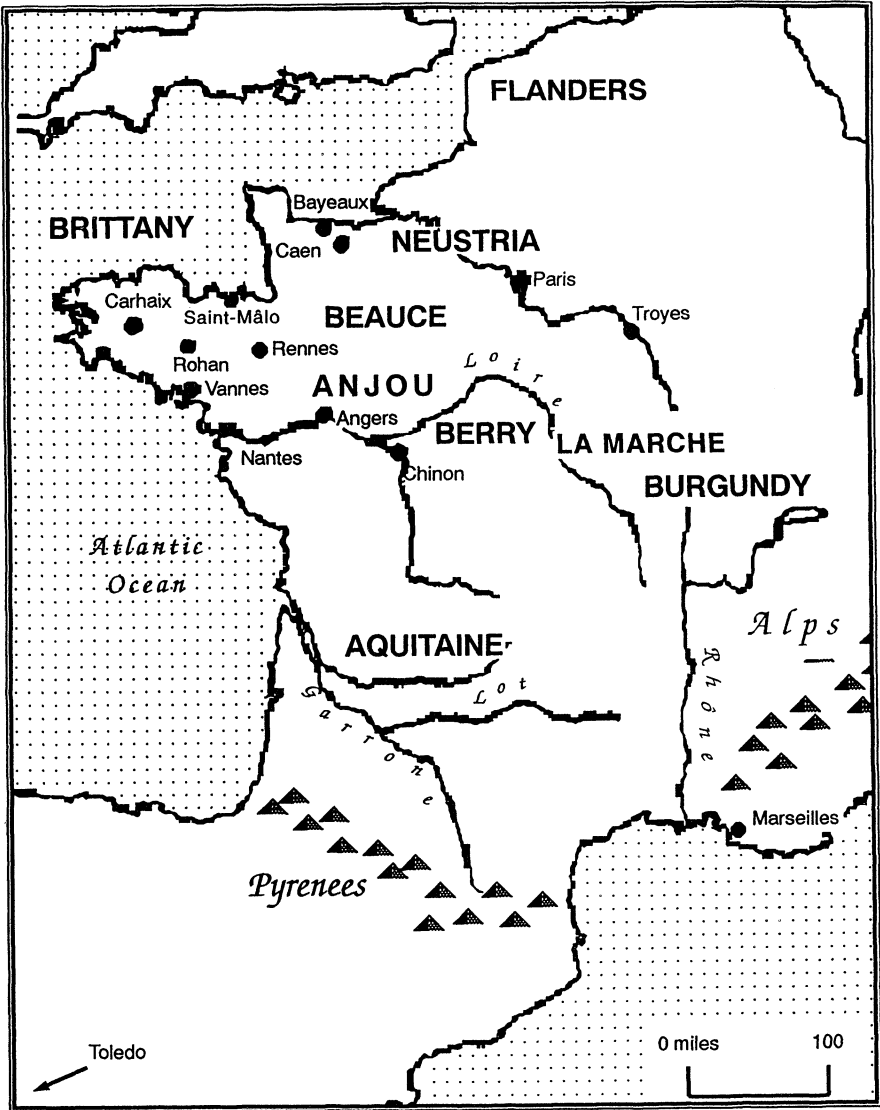 FLANDERS
Bayeaux
BRITTANY
Caen
NEUSTRIA
Paris
Carhaix
Saint-Mâlo
BEAUCE
Troyes
Rohan
Rennes
Loire
Vannes
ANJOU
Angers
BERRY
LA MARCHE
Nantes
Chinon
BURGUNDY
Atlantic
Ocean
Alps
AQUITAINE
Rhône
Lot
Garrone
Marseilles
Pyrenees
Toledo
0 miles 100